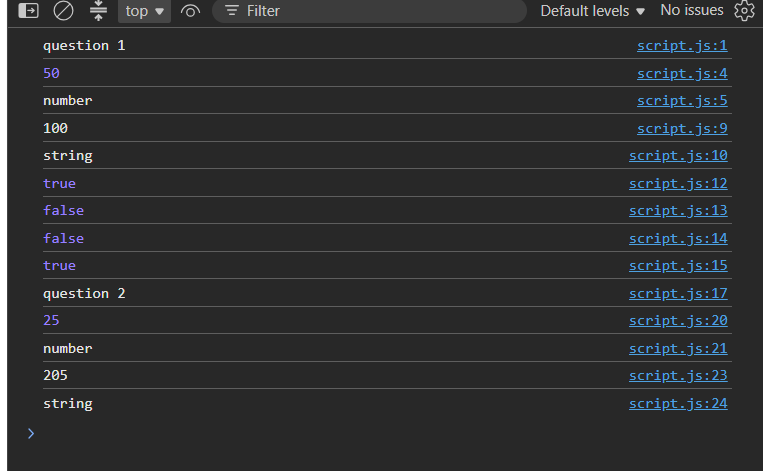 top ▼ Filter Default levels ▼ No issues
question 1 script.js:1
50 script.js:4
number script.js:5
100 script.js:9
string script.js:10
true script.js:12
false script.js:13
false script.js:14
true script.js:15
question 2 script.js:17
25 script.js:20
number script.js:21
205 script.js:23
string script.js:24
>